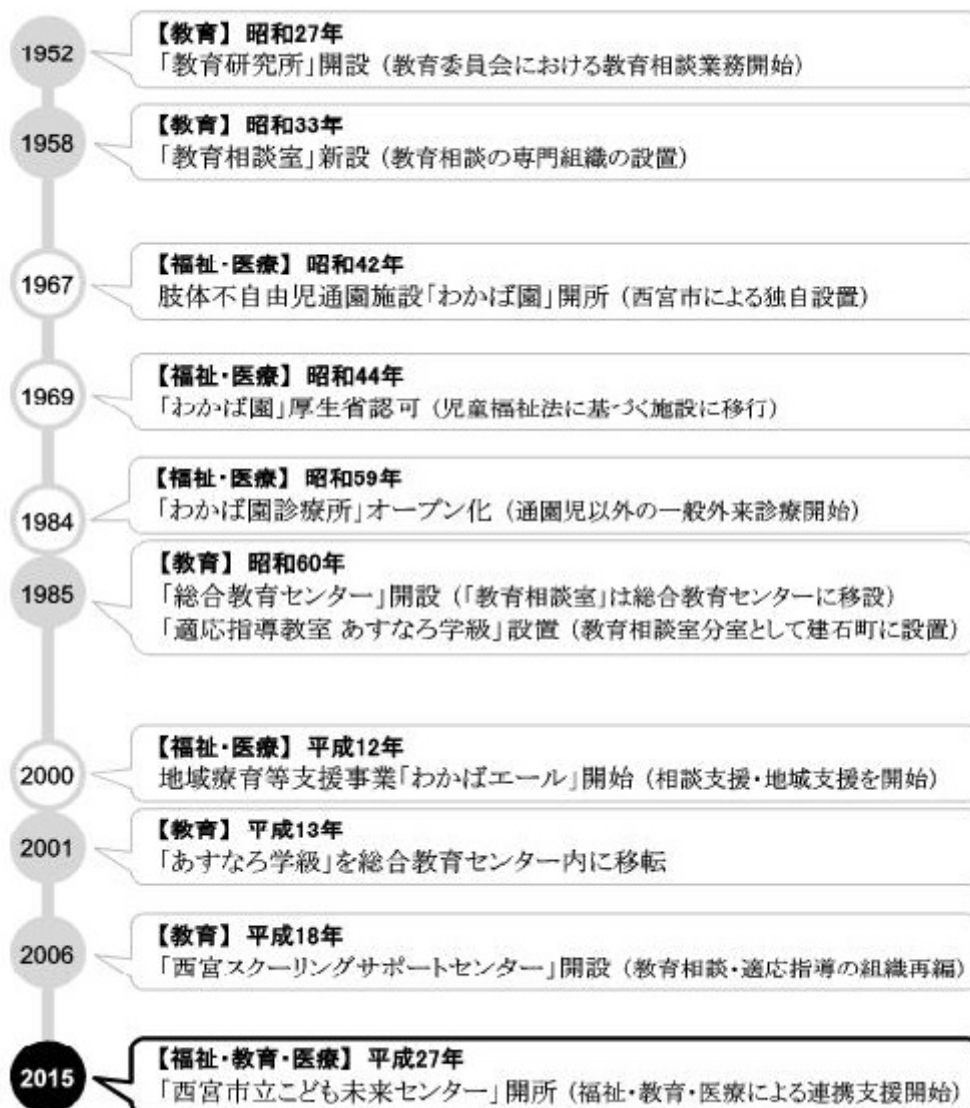 1952
【教育】 昭和27年
「教育研究所」開設（教育委員会における教育相談業務開始）
1958
【教育】 昭和33年
「教育相談室」新設（教育相談の専門組織の設置）
1967
【福祉・医療】 昭和42年
肢体不自由児通園施設「わかば園」開所（西宮市による独自設置）
1969
【福祉・医療】 昭和44年
「わかば園」厚生省認可（児童福祉法に基づく施設に移行）
1984
【福祉・医療】 昭和59年
「わかば園診療所」オープン化（通園児以外の一般外来診療開始）
1985
【教育】 昭和60年
「総合教育センター」開設（「教育相談室」は総合教育センターに移設）
「適応指導教室 あすなろ学級」設置（教育相談室分室として建石町に設置）
2000
【福祉・医療】 平成12年
地域療育等支援事業「わかばエール」開始（相談支援・地域支援を開始）
2001
【教育】 平成13年
「あすなろ学級」を総合教育センター内に移転
2006
【教育】 平成18年
「西宮スクーリングサポートセンター」開設（教育相談・適応指導の組織再編）
2015
【福祉・教育・医療】 平成27年
「西宮市立こども未来センター」開所（福祉・教育・医療による連携支援開始）